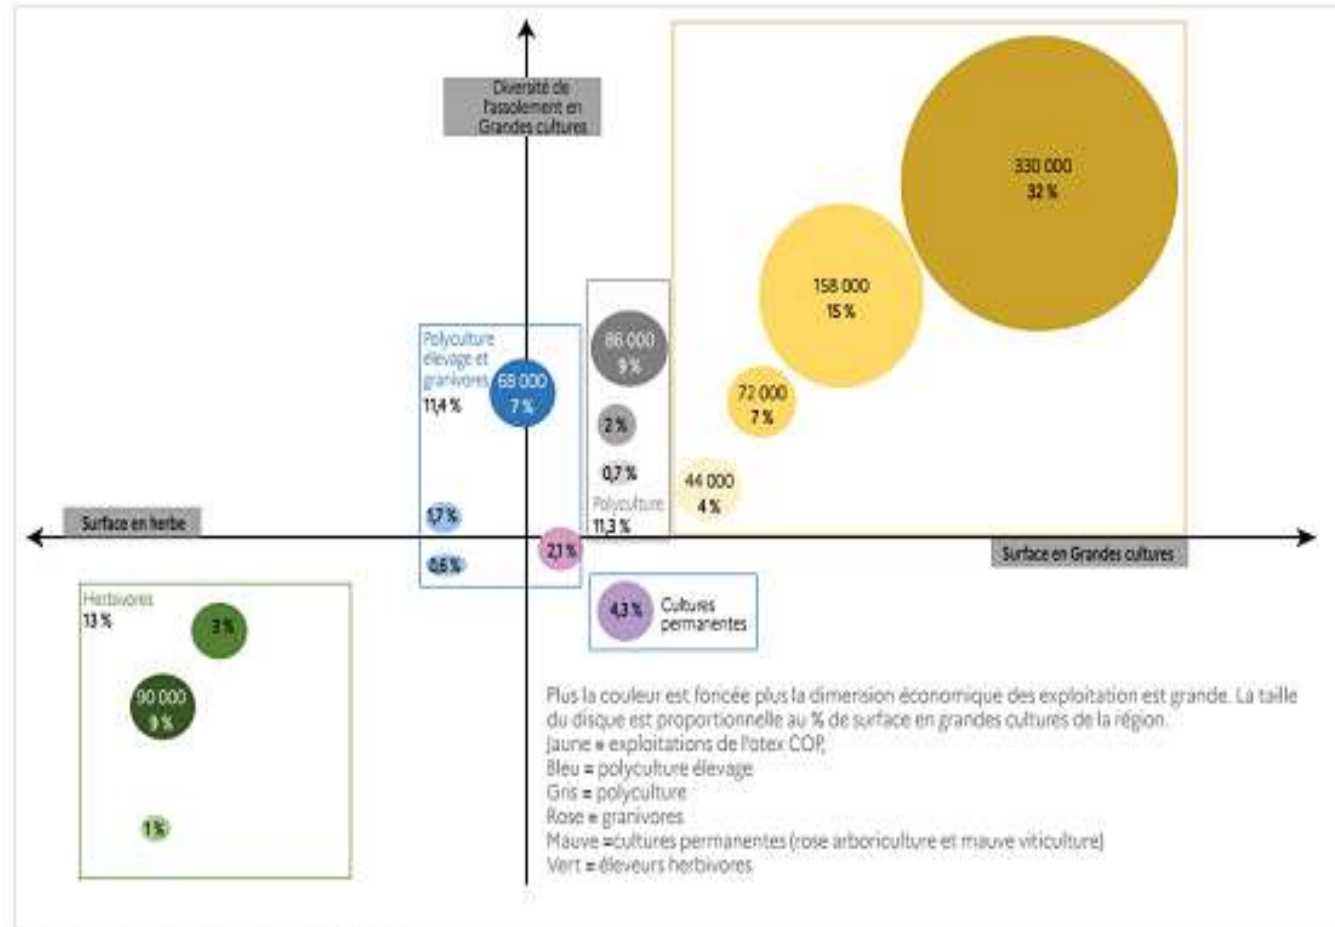 Diversité de
l'assolement en
Grandes cultures
330 000
32 %
158 000
15 %
72 000
7 %
44 000
4 %
86 000
9 %
2 %
0,7 %
Polyculture
11,3 %
Polyculture
élevage et
granivores
11,4 %
68 000
7 %
1,7 %
0,6 %
2,1 %
Surface en herbe
Surface en Grandes cultures
4,3 %
Cultures
permanentes
Herbivores
13 %
3 %
90 000
9 %
1 %
Plus la couleur est foncée plus la dimension économique des exploitation est grande. La taille
du disque est proportionnelle au % de surface en grandes cultures de la région.
Jaune = exploitations de l'otex COP,
Bleu = polyculture élevage
Gris = polyculture
Rose = granivores
Mauve =cultures permanentes (rose arboriculture et mauve viticulture)
Vert = éleveurs herbivores